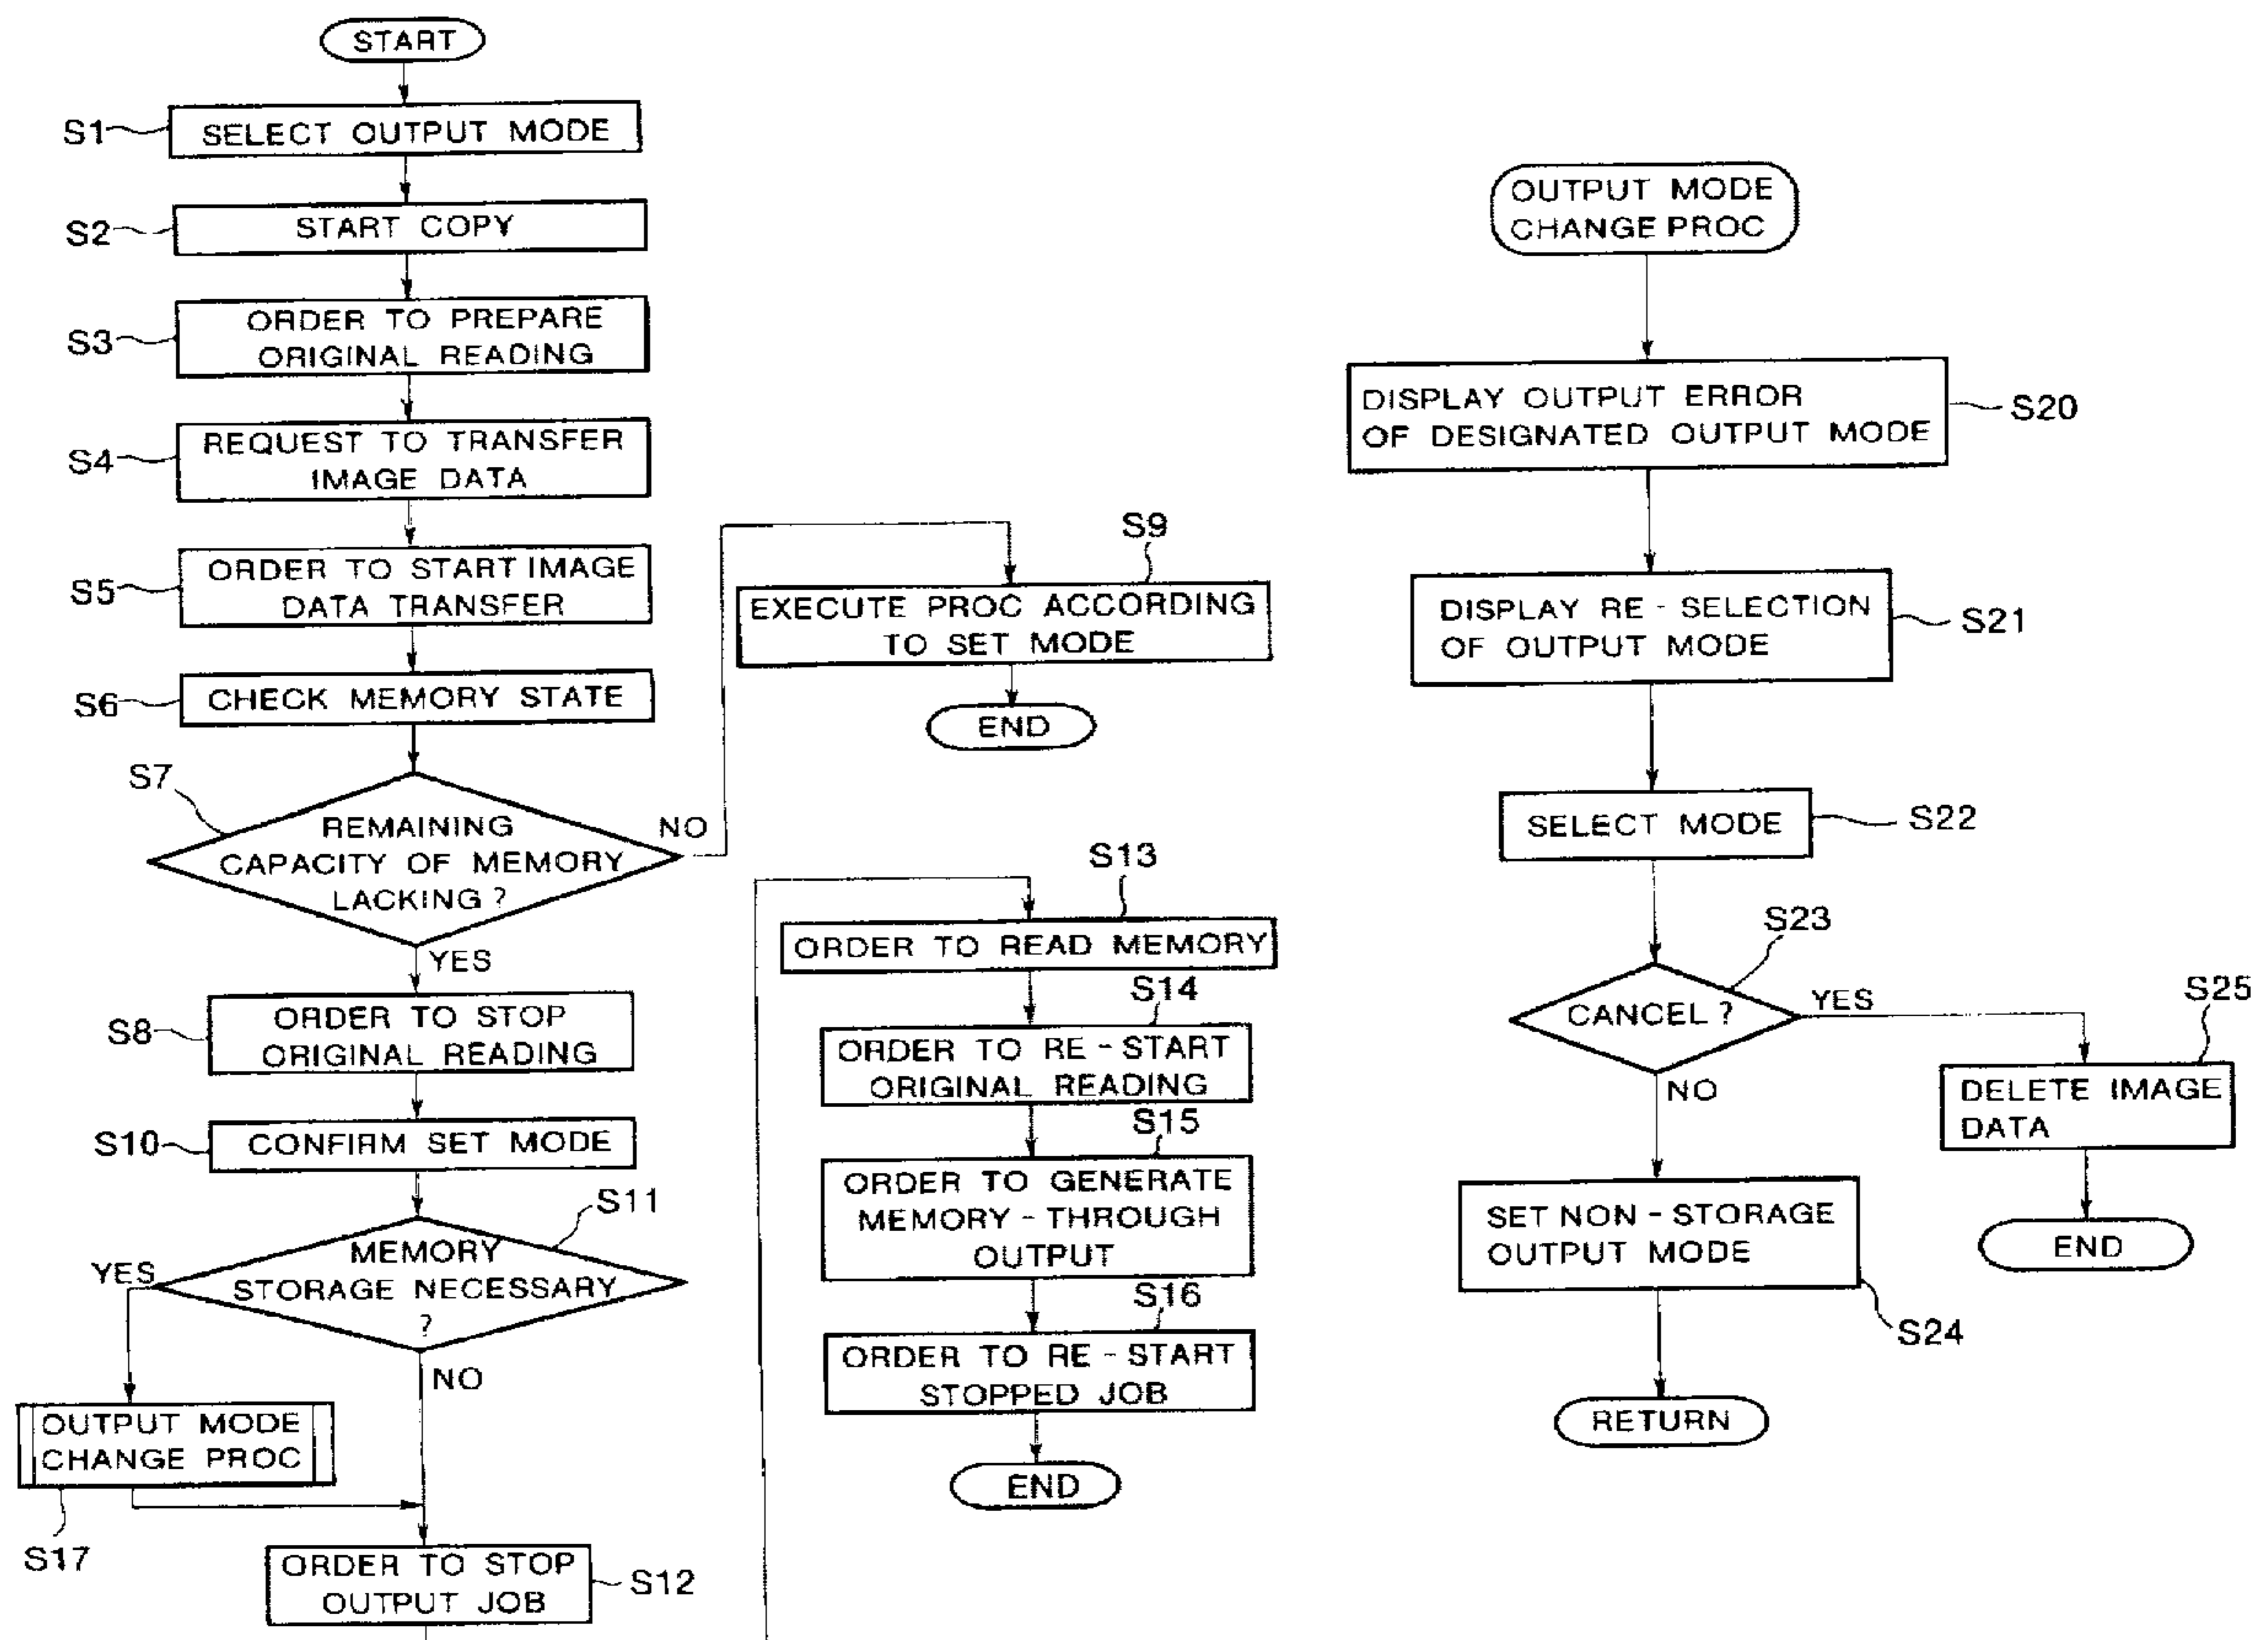 START
S1
SELECT OUTPUT MODE
S2
START COPY
S3
ORDER TO PREPARE
ORIGINAL READING
S4
REQUEST TO TRANSFER
IMAGE DATA
S5
ORDER TO START IMAGE
DATA TRANSFER
S6
CHECK MEMORY STATE
S7
REMAINING
CAPACITY OF MEMORY
LACKING ?
NO
YES
S8
ORDER TO STOP
ORIGINAL READING
S10
CONFIRM SET MODE
S11
MEMORY
STORAGE NECESSARY
?
YES
NO
OUTPUT MODE
CHANGE PROC
S17
ORDER TO STOP
OUTPUT JOB
S12
S9
EXECUTE PROC ACCORDING
TO SET MODE
END
S13
ORDER TO READ MEMORY
S14
ORDER TO RE - START
ORIGINAL READING
S15
ORDER TO GENERATE
MEMORY - THROUGH
OUTPUT
S16
ORDER TO RE - START
STOPPED JOB
END
OUTPUT MODE
CHANGE PROC
DISPLAY OUTPUT ERROR
OF DESIGNATED OUTPUT MODE
S20
DISPLAY RE - SELECTION
OF OUTPUT MODE
S21
SELECT MODE
S22
S23
CANCEL ?
YES
NO
S25
DELETE IMAGE
DATA
END
SET NON - STORAGE
OUTPUT MODE
S24
RETURN